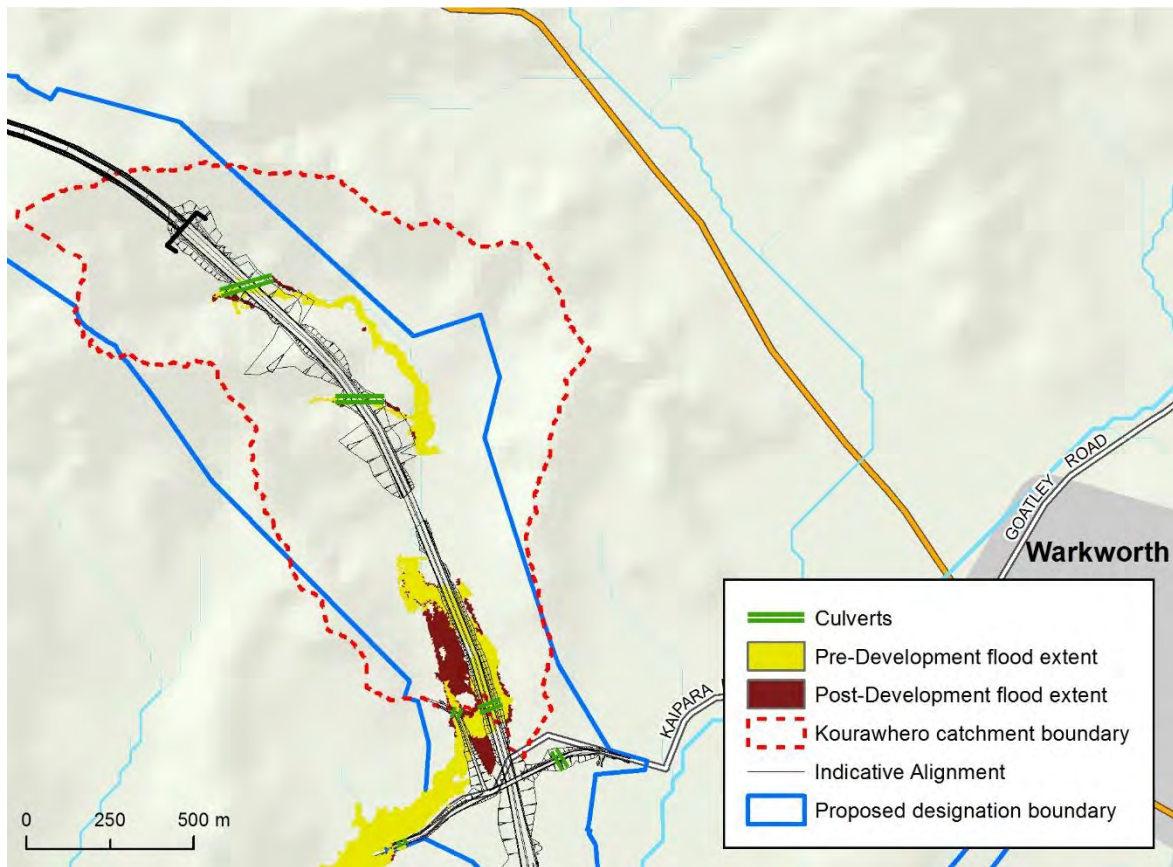 GOATLEY ROAD
Warkworth
KAIPARA
Culverts
Pre-Development flood extent
Post-Development flood extent
Kourawhero catchment boundary
Indicative Alignment
Proposed designation boundary
0 250 500 m